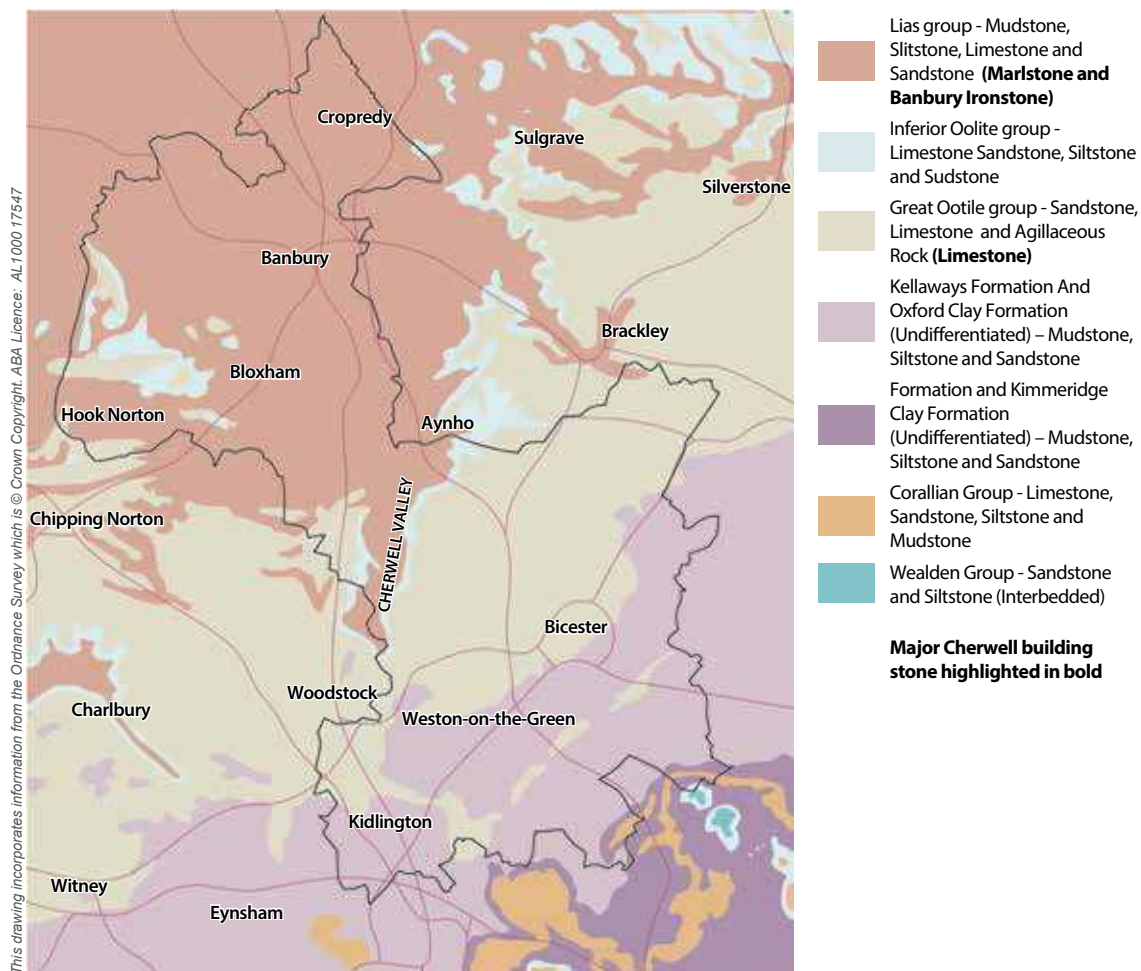 This drawing incorporates information from the Ordnance Survey which is © Crown Copyright. ABA Licence: AL1000 17547
Cropredy
Sulgrave
Silverstone
Banbury
Brackley
Bloxham
Hook Norton
Aynho
CHERWELL VALLEY
Chipping Norton
Bicester
Woodstock
Charlbury
Weston-on-the-Green
Kidlington
Witney
Eynsham
Lias group - Mudstone,
Slitstone, Limestone and
Sandstone (Marlstone and
Banbury Ironstone)
Inferior Oolite group -
Limestone Sandstone, Siltstone
and Sudstone
Great Ootile group - Sandstone,
Limestone and Agillaceous
Rock (Limestone)
Kellaways Formation And
Oxford Clay Formation
(Undifferentiated) – Mudstone,
Siltstone and Sandstone
Formation and Kimmeridge
Clay Formation
(Undifferentiated) – Mudstone,
Siltstone and Sandstone
Corallian Group - Limestone,
Sandstone, Siltstone and
Mudstone
Wealden Group - Sandstone
and Siltstone (Interbedded)
Major Cherwell building
stone highlighted in bold